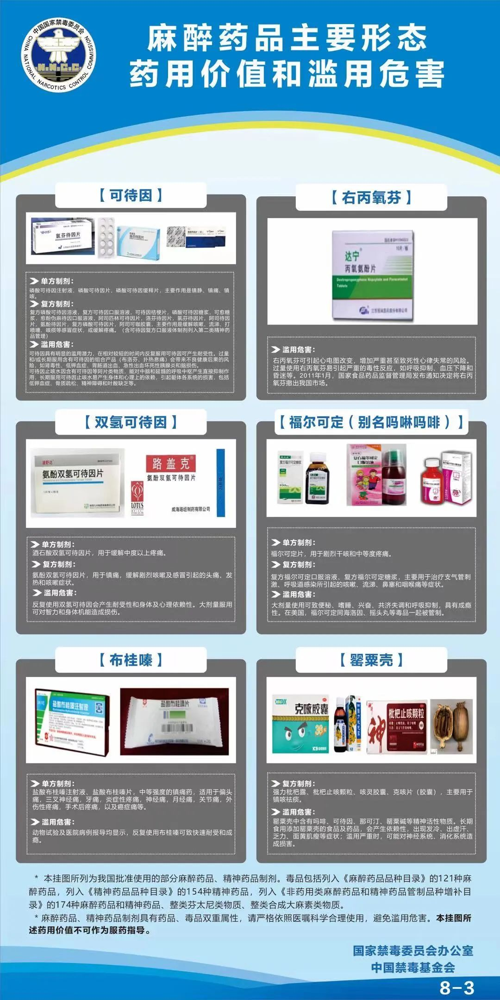 中国国家禁毒委员会
CHINA NATIONAL NARCOTICS CONTROL COMMISSION
N.N.C.C.
麻醉药品主要形态
药用价值和滥用危害
【可待因】
氯芬待因片
洛芬待因片
单方制剂：
磷酸可待因注射液、磷酸可待因片、磷酸可待因缓释片，主要作用是镇静、镇痛、镇
咳。
复方制剂：
复方磷酸可待因溶液，复方可待因口服溶液，可待因桔梗片，磷酸可待因糖浆，可愈糖
浆，愈酚伪麻待因口服溶液，阿司匹林可待因片，洛芬待因片，氯芬待因片，阿司待因
片，氨酚待因片，复方磷酸可待因片，阿司可咖胶囊，主要作用是缓解咳嗽、流涕、打
喷嚏、咳痰等感冒症状，或缓解疼痛。（含可待因复方口服液体制剂列入第二类精神药
品管理）
滥用危害：
可待因具有明显的滥用潜力，在相对较短的时间内反复服用可待因可产生耐受性。过量
和/或长期服用含有可待因的组合产品（布洛芬、扑热息痛）会带来不良健康后果的风
险，如肾毒性、低钾血症、胃肠道出血、急性出血坏死性胰腺炎和脑损伤。
可待因止咳水因含有可待因等阿片类物质，能对中脑和延髓的呼吸中枢产生直接抑制作
用，长期服用可待因止咳水易产生身体和心理上的依赖，引起躯体各系统的损害，包括
低钾血症、骨质疏松、精神障碍和叶酸缺乏等。
【右丙氧芬】
10片/板
达宁®
丙氧氨酚片
Dextropropoxyphene Napsylate and Paracetamol
Tablets
滥用危害：
右丙氧芬可引起心电图改变，增加严重甚至致死性心律失常的风险。
过量使用右丙氧芬易引起严重的毒性反应，如呼吸抑制、血压下降和
昏迷等。2011年1月，国家食品药品监督管理局发布通知决定将右丙
氧芬撤出我国市场。
【双氢可待因】
波舒达
氨酚双氢可待因片
路盖克®
氨酚双氢可待因片
LOTUS
威海路坦制药有限公司
单方制剂：
酒石酸双氢可待因片，用于缓解中度以上疼痛。
复方制剂：
氨酚双氢可待因片，用于镇痛，缓解剧烈咳嗽及感冒引起的头痛、发
热和咳嗽症状。
滥用危害：
反复使用双氢可待因会产生耐受性和身体及心理依赖性。大剂量服用
可对智力和身体机能造成损伤。
【福尔可定（别名吗啉吗啡）】
复方福尔可定糖浆
复方福尔可定
口服溶液
单方制剂：
福尔可定片，用于剧烈干咳和中等度疼痛。
复方制剂：
复方福尔可定口服溶液、复方福尔可定糖浆，主要用于治疗支气管刺
激、呼吸道感染所引起的咳嗽、流涕、鼻塞和咽喉痛等症状。
滥用危害：
大剂量使用可致便秘、嗜睡、兴奋、共济失调和呼吸抑制，具有成瘾
性。在美国，福尔可定同海洛因、摇头丸等毒品一起被管制。
【布桂嗪】
盐酸布桂嗪注射液
盐酸布桂嗪片
单方制剂：
盐酸布桂嗪注射液、盐酸布桂嗪片，中等强度的镇痛药，适用于偏头
痛，三叉神经痛，牙痛，炎症性疼痛，神经痛，月经痛，关节痛，外
伤性疼痛，手术后疼痛，以及癌症痛等。
滥用危害：
动物试验及医院病例报导均显示，反复使用布桂嗪可致快速耐受和成
瘾。
【罂粟壳】
克咳胶囊
36粒
强力枇杷露
枇杷止咳颗粒
神
复方制剂：
强力枇杷露、枇杷止咳颗粒、咳灵胶囊、克咳片（胶囊），主要用于
镇咳祛痰。
滥用危害：
罂粟壳中含有吗啡、可待因、那可汀、罂粟碱等精神活性物质。长期
食用添加罂粟壳的食品及药品，会产生依赖性，出现发冷、出虚汗、
乏力、面黄肌瘦等症状；滥用严重时，可能对神经系统、消化系统造
成损害。
* 本挂图所列为我国批准使用的部分麻醉药品、精神药品制剂。毒品包括列入《麻醉药品品种目录》的121种麻
醉药品，列入《精神药品品种目录》的154种精神药品，列入《非药用类麻醉药品和精神药品管制品种增补目
录》的174种麻醉药品和精神药品、整类芬太尼类物质、整类合成大麻素类物质。
* 麻醉药品、精神药品制剂具有药品、毒品双重属性，请严格依照医嘱科学合理使用，避免滥用危害。本挂图所
述药用价值不可作为服药指导。
国家禁毒委员会办公室
中国禁毒基金会
8-3